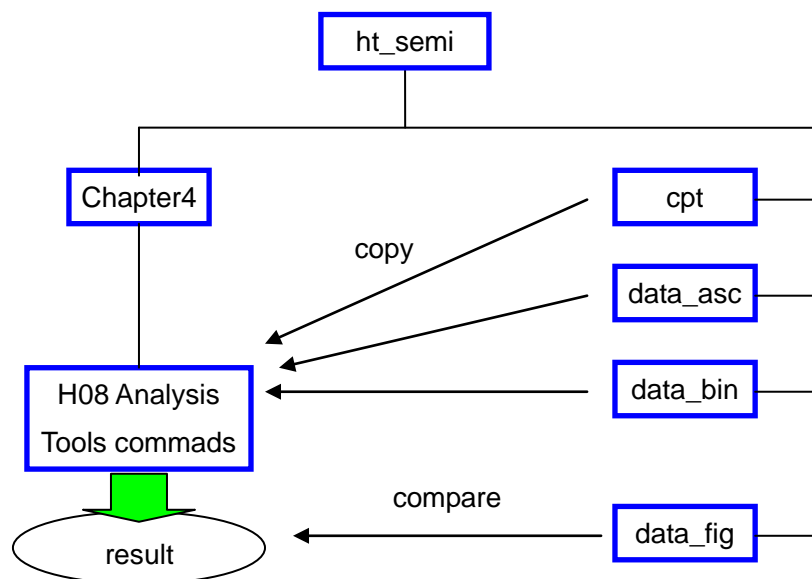 ht_semi
Chapter4
cpt
copy
data_asc
H08 Analysis
Tools commads
data_bin
compare
data_fig
result